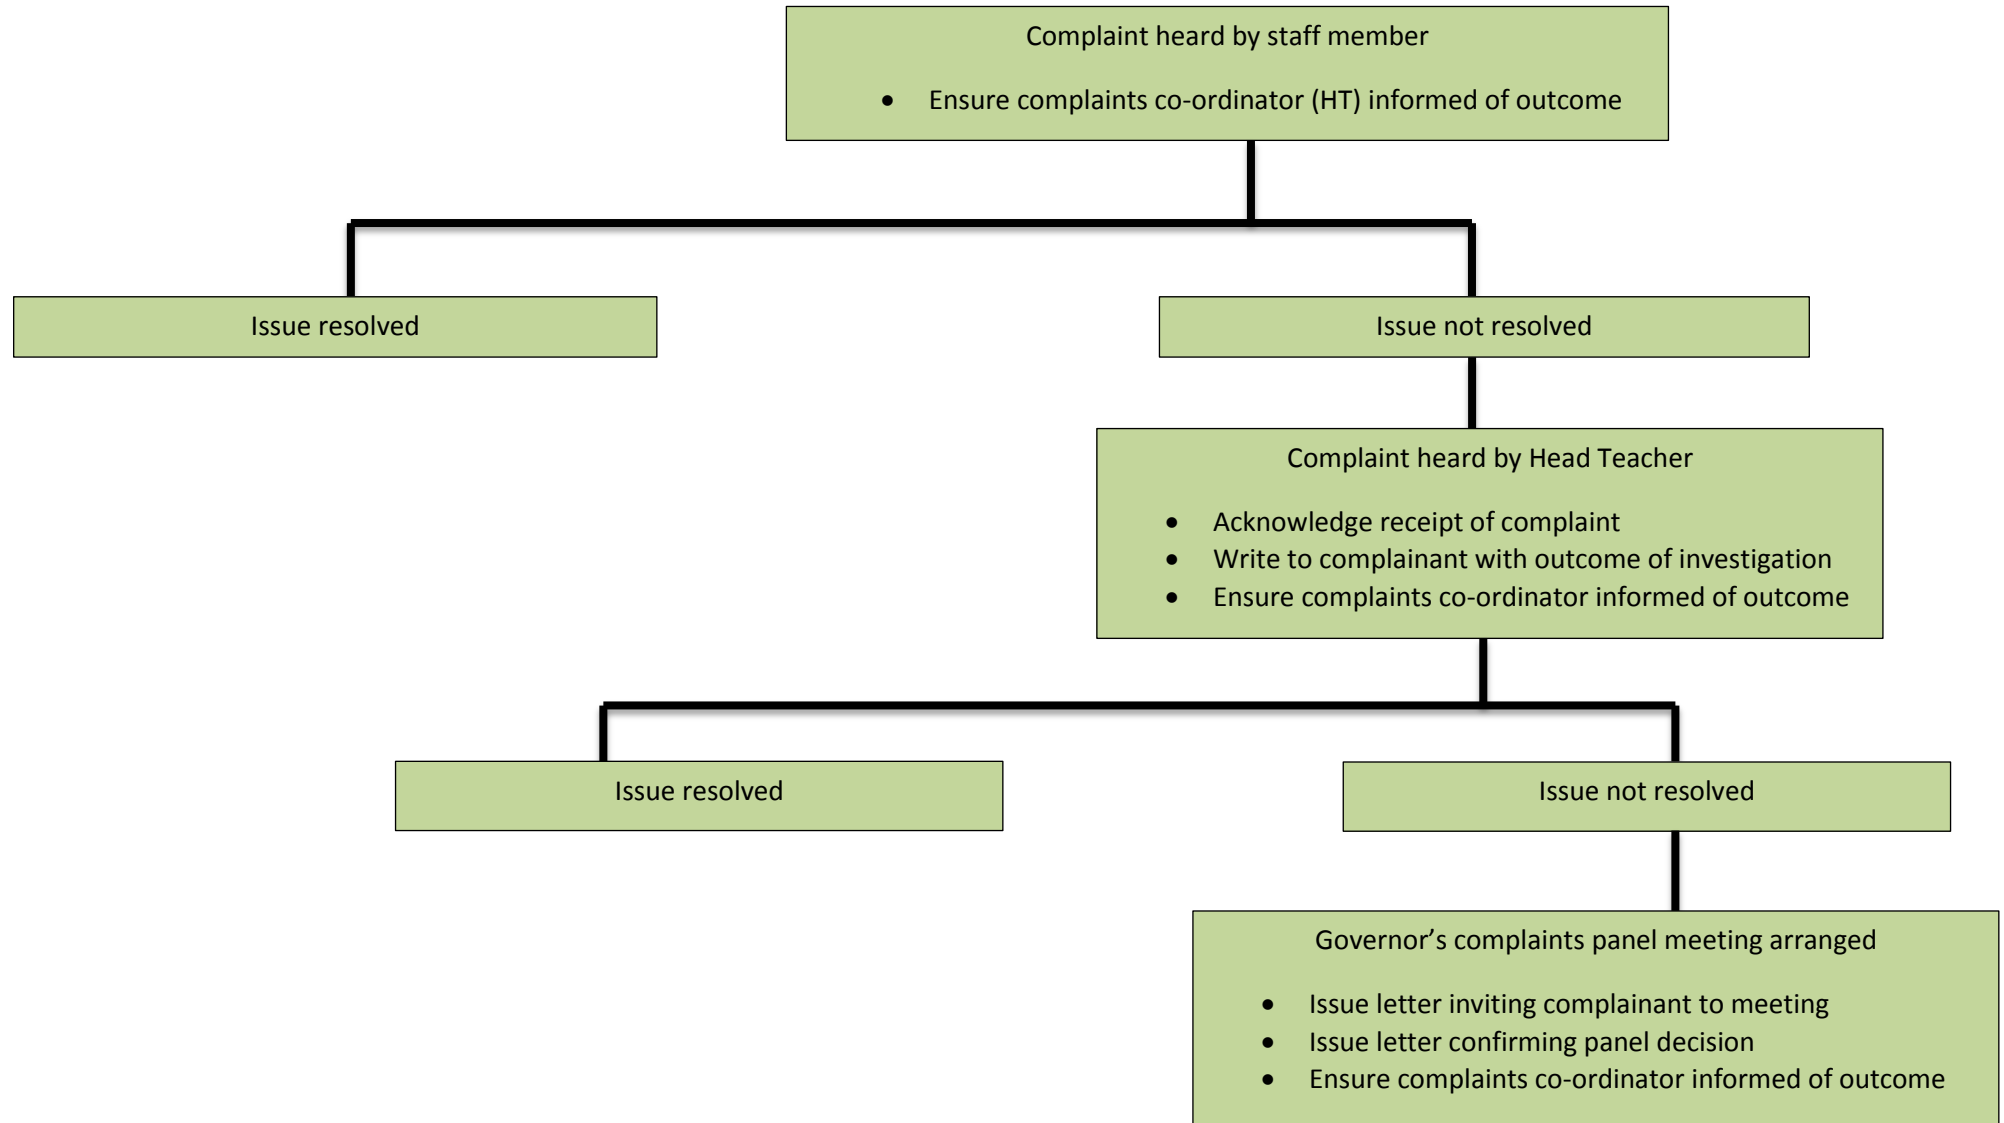 Complaint heard by staff member
• Ensure complaints co-ordinator (HT) informed of outcome
Issue resolved
Issue not resolved
Complaint heard by Head Teacher
• Acknowledge receipt of complaint
• Write to complainant with outcome of investigation
• Ensure complaints co-ordinator informed of outcome
Issue resolved
Issue not resolved
Governor’s complaints panel meeting arranged
• Issue letter inviting complainant to meeting
• Issue letter confirming panel decision
• Ensure complaints co-ordinator informed of outcome